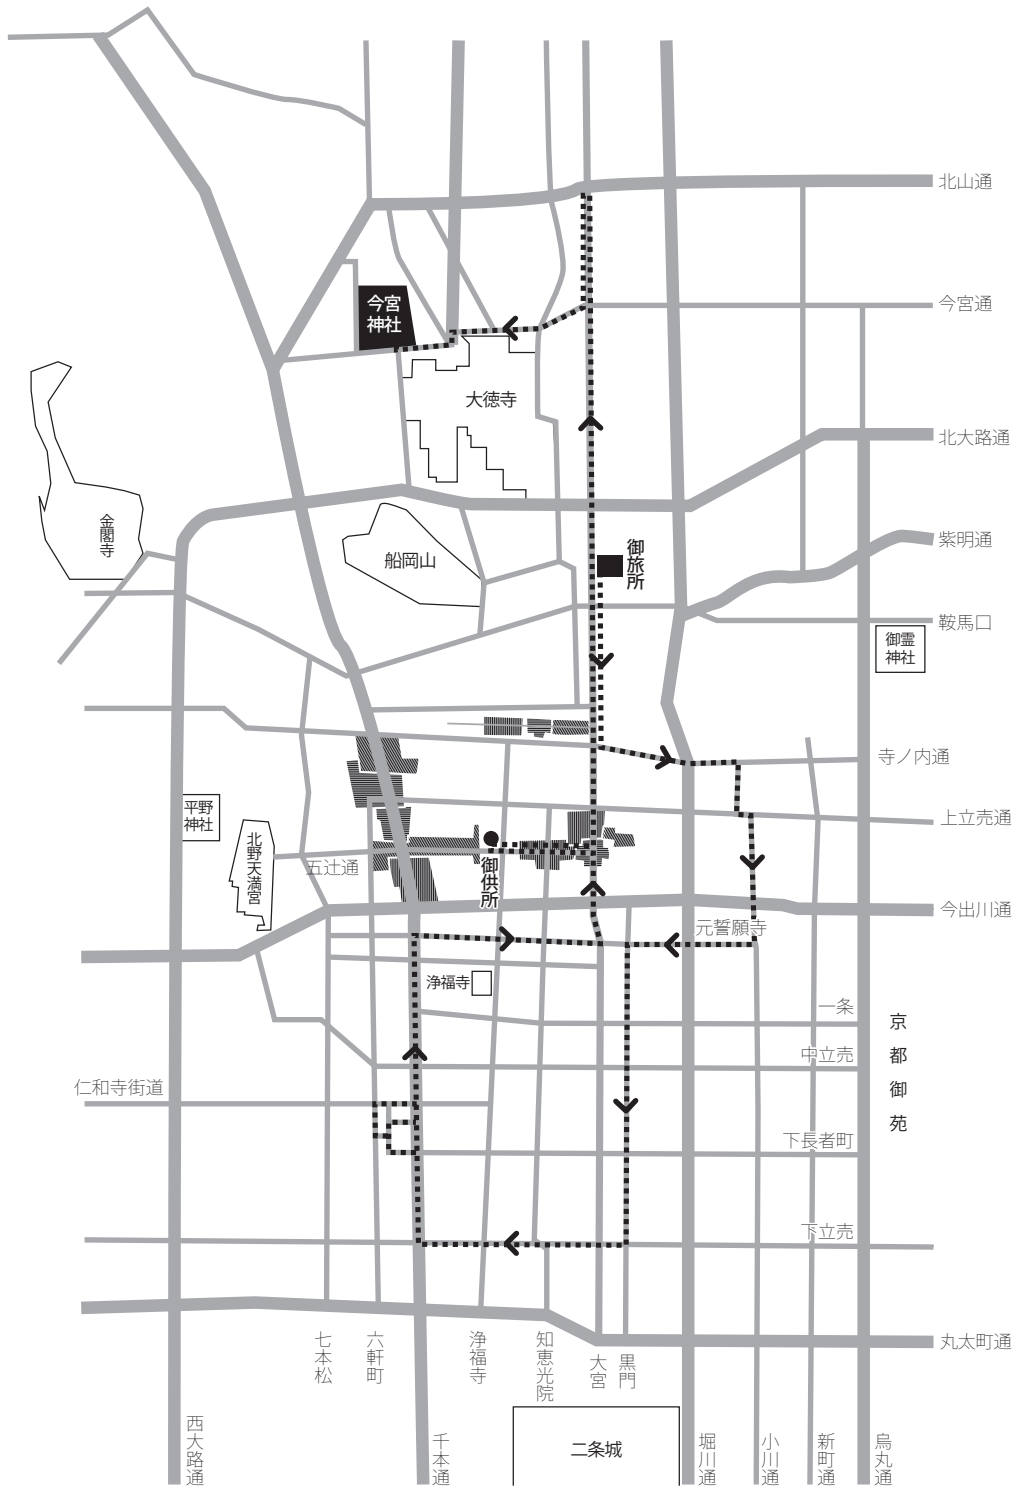 北山通
今宮通
今宮
神社
大徳寺
北大路通
金閣寺
船岡山
御旅所
紫明通
鞍馬口
御霊
神社
寺ノ内通
上立売通
平野
神社
北野天満宮
五辻通
御供所
今出川通
元誓願寺
浄福寺
一条
京都御苑
中立売
仁和寺街道
下長者町
下立売
丸太町通
七本松
六軒町
浄福寺
知恵光院
大宮
黒門
西大路通
千本通
二条城
堀川通
小川通
新町通
烏丸通